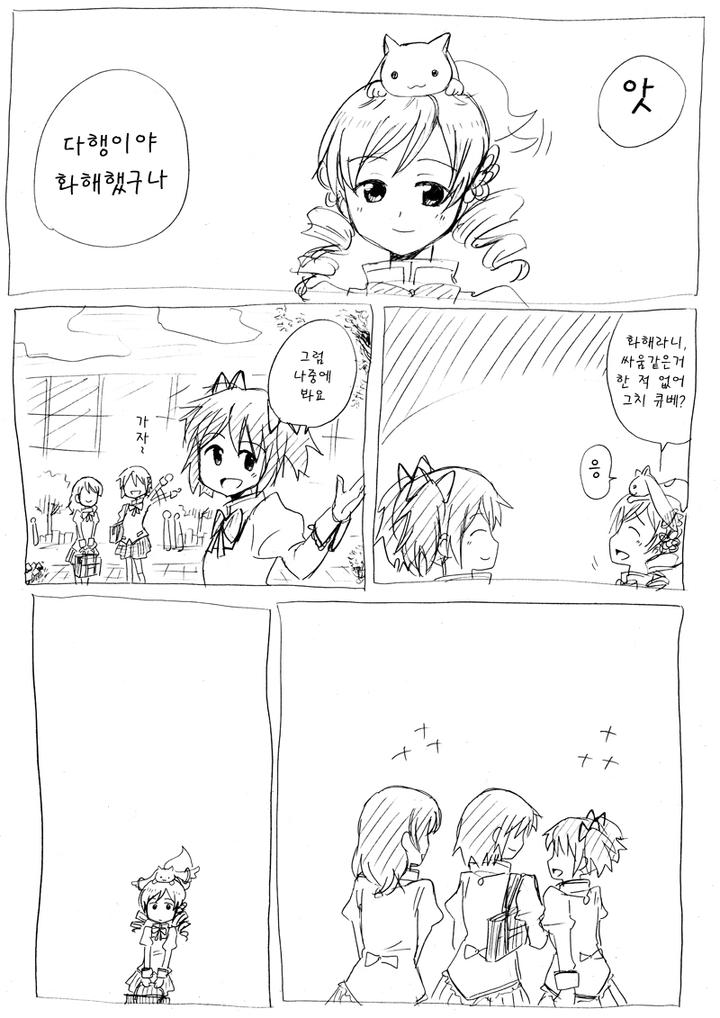 앗
다행이야
화해했구나
화해라니,
싸움같은거
한 적 없어
그치 큐베?
응
그럼
나중에
봐요
가
자~